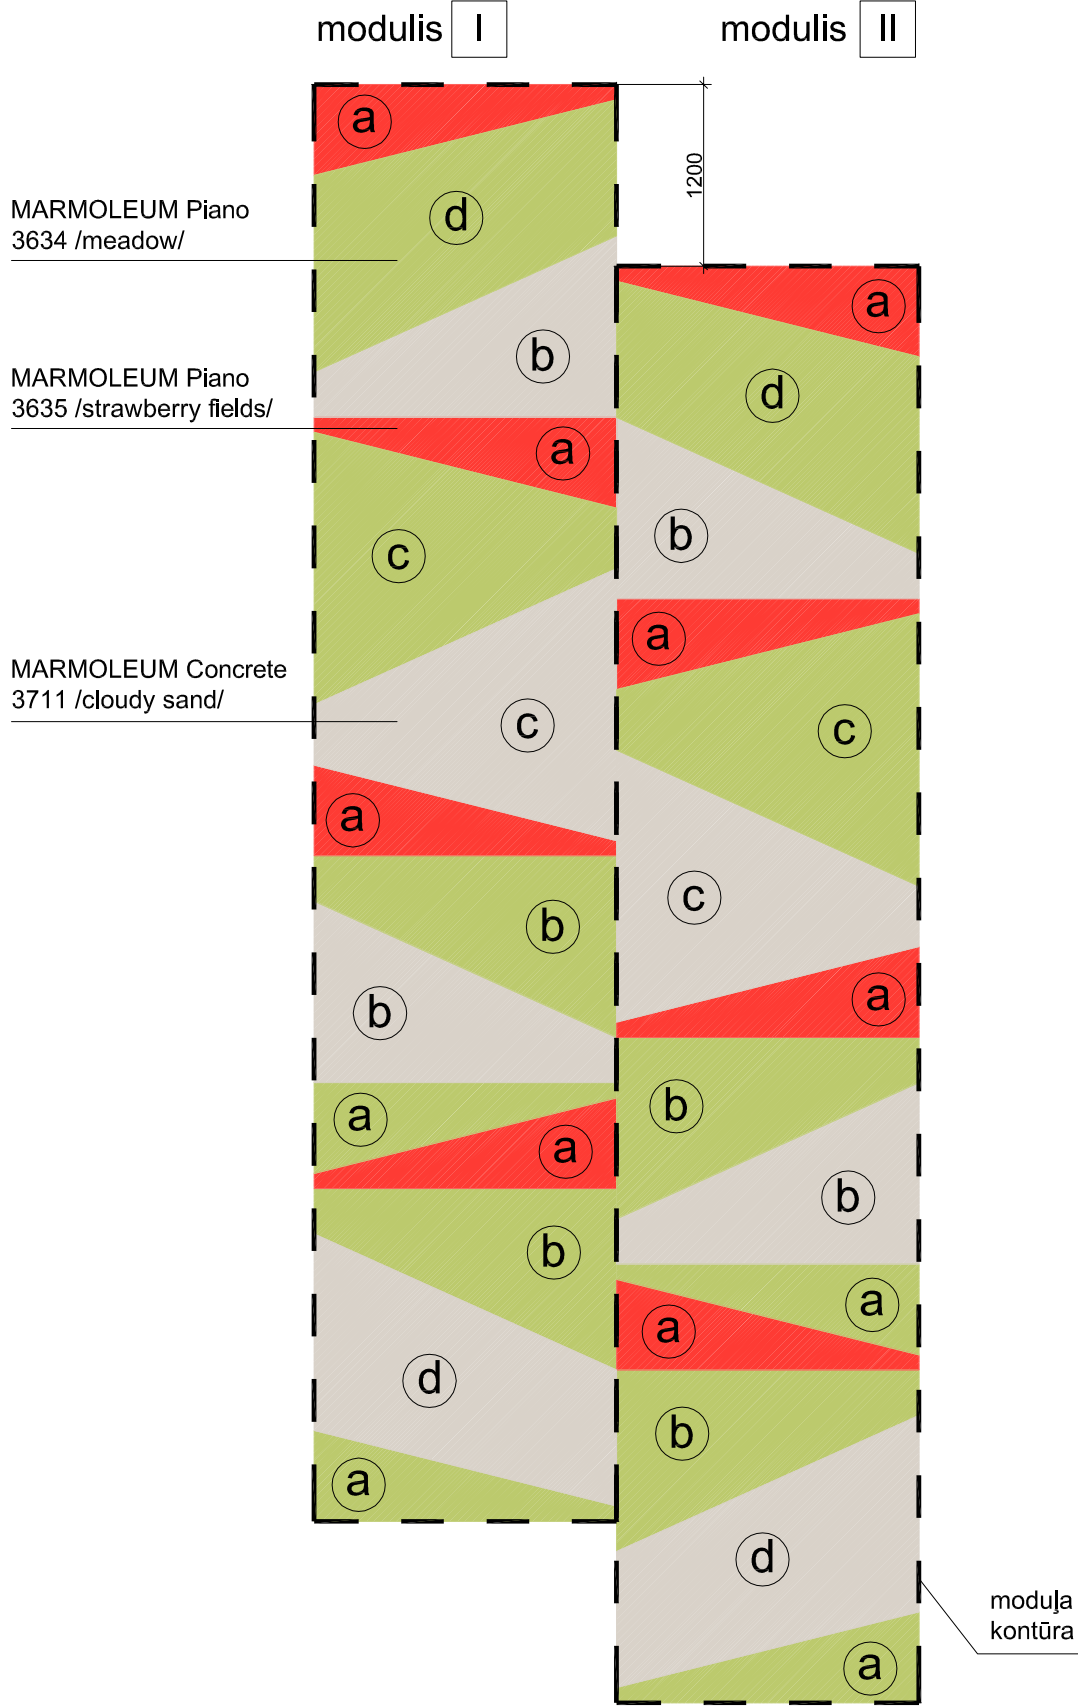 modulis I
modulis II
1200
MARMOLEUM Piano
3634 /meadow/
MARMOLEUM Piano
3635 /strawberry fields/
MARMOLEUM Concrete
3711 /cloudy sand/
a
d
b
a
c
c
a
b
b
a
a
b
d
a
a
d
b
a
c
c
a
b
b
a
a
b
d
a
moduļa
kontūra